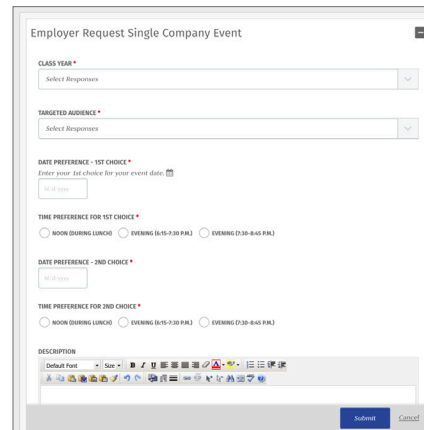 Employer Request Single Company Event
CLASS YEAR *
Select Responses
TARGETED AUDIENCE *
Select Responses
DATE PREFERENCE - 1ST CHOICE *
Enter your 1st choice for your event date.
TIME PREFERENCE FOR 1ST CHOICE *
NOON (DURING LUNCH) EVENING (6:15-7:30 P.M.) EVENING (7:30-8:45 P.M.)
DATE PREFERENCE - 2ND CHOICE *
TIME PREFERENCE FOR 2ND CHOICE *
NOON (DURING LUNCH) EVENING (6:15-7:30 P.M.) EVENING (7:30-8:45 P.M.)
DESCRIPTION
Default Font Size B I U
Submit Cancel